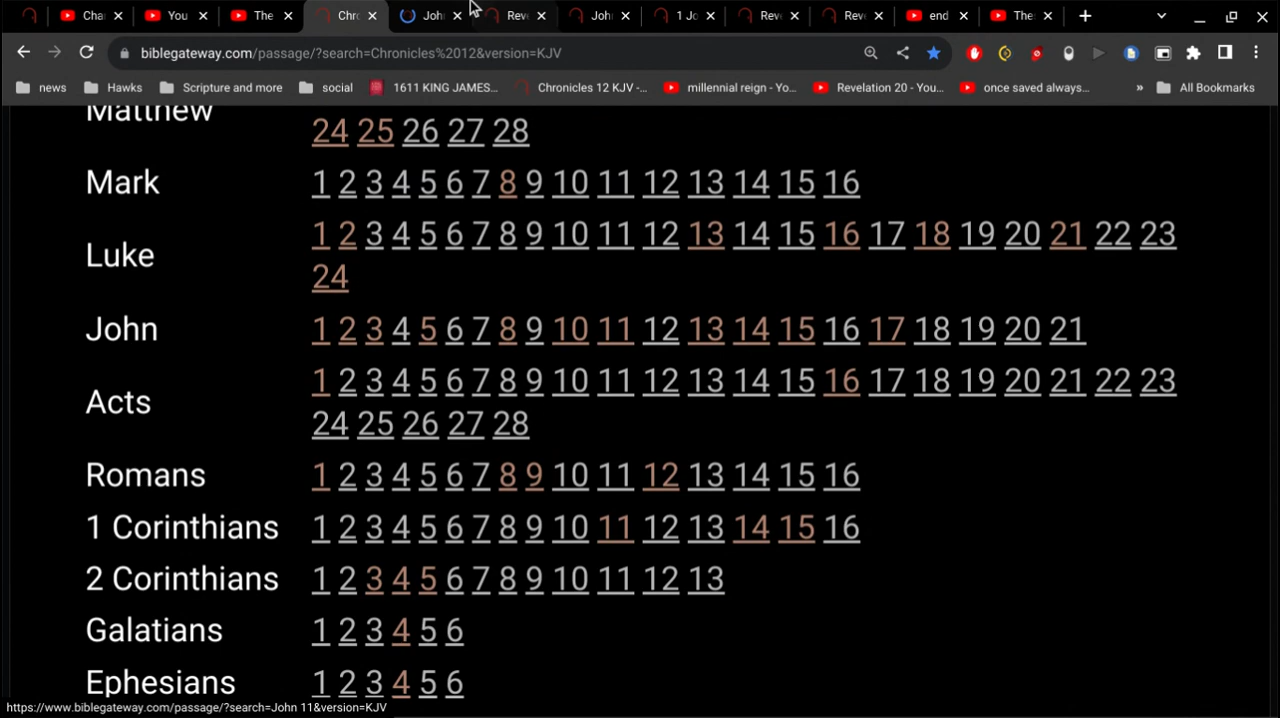 Cha You The Chro John Reve John 1 Jo Reve Reve end The
biblegateway.com/passage/?search=Chronicles%2012&version=KJV
news Hawks Scripture and more social 1611 KING JAMES... Chronicles 12 KJV -... millennial reign - Yo... Revelation 20 - You... once saved always... » All Bookmarks
Matthew
24 25 26 27 28
Mark 1 2 3 4 5 6 7 8 9 10 11 12 13 14 15 16
1 2 3 4 5 6 7 8 9 10 11 12 13 14 15 16 17 18 19 20 21 22 23
Luke
24
John 1 2 3 4 5 6 7 8 9 10 11 12 13 14 15 16 17 18 19 20 21
1 2 3 4 5 6 7 8 9 10 11 12 13 14 15 16 17 18 19 20 21 22 23
Acts
24 25 26 27 28
Romans 1 2 3 4 5 6 7 8 9 10 11 12 13 14 15 16
1 Corinthians 1 2 3 4 5 6 7 8 9 10 11 12 13 14 15 16
2 Corinthians 1 2 3 4 5 6 7 8 9 10 11 12 13
Galatians 1 2 3 4 5 6
Ephesians 1 2 3 4 5 6
https://www.biblegateway.com/passage/?search=John 11&version=KJV